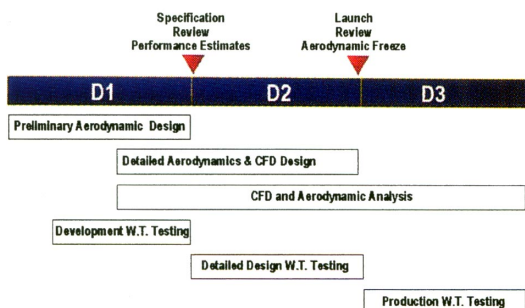 Specification
Review
Performance Estimates
Launch
Review
Aerodynamic Freeze
D1
D2
D3
Preliminary Aerodynamic Design
Detailed Aerodynamics & CFD Design
CFD and Aerodynamic Analysis
Development W.T. Testing
Detailed Design W.T. Testing
Production W.T. Testing